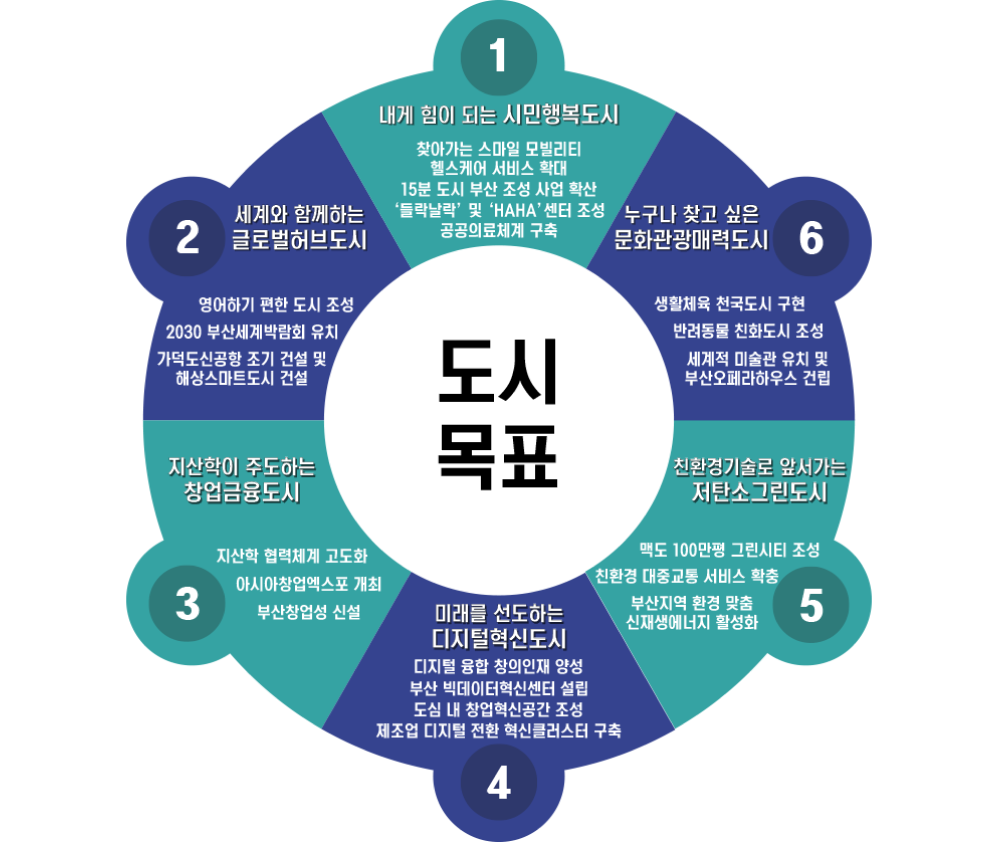 1
내게 힘이 되는 시민행복도시
찾아가는 스마일 모빌리티
헬스케어 서비스 확대
15분 도시 부산 조성 사업 확산
‘들락날락’ 및 ‘HAHA’센터 조성
공공의료체계 구축
2
세계와 함께하는
글로벌허브도시
영어하기 편한 도시 조성
2030 부산세계박람회 유치
가덕도신공항 조기 건설 및
해상스마트도시 건설
3
지산학이 주도하는
창업금융도시
지산학 협력체계 고도화
아시아창업엑스포 개최
부산창업성 신설
4
미래를 선도하는
디지털혁신도시
디지털 융합 창의인재 양성
부산 빅데이터혁신센터 설립
도심 내 창업혁신공간 조성
제조업 디지털 전환 혁신클러스터 구축
5
친환경기술로 앞서가는
저탄소그린도시
맥도 100만평 그린시티 조성
친환경 대중교통 서비스 확충
부산지역 환경 맞춤
신재생에너지 활성화
6
누구나 찾고 싶은
문화관광매력도시
생활체육 천국도시 구현
반려동물 친화도시 조성
세계적 미술관 유치 및
부산오페라하우스 건립
도시
목표